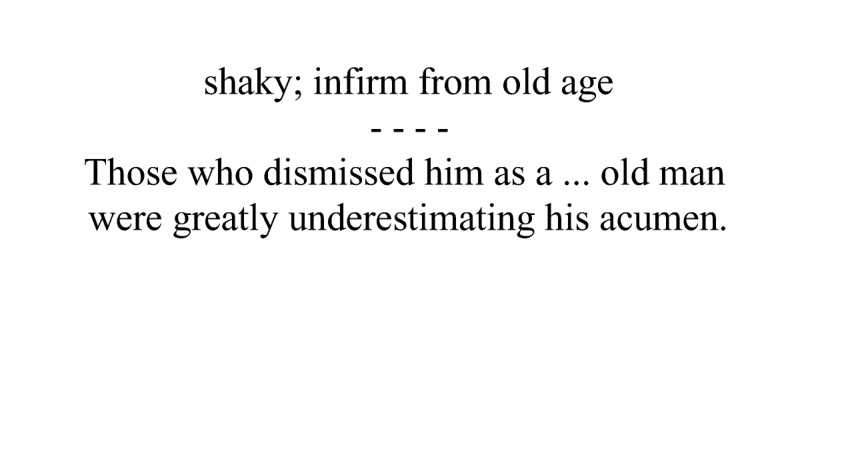 shaky; infirm from old age
- - - -
Those who dismissed him as a ... old man
were greatly underestimating his acumen.